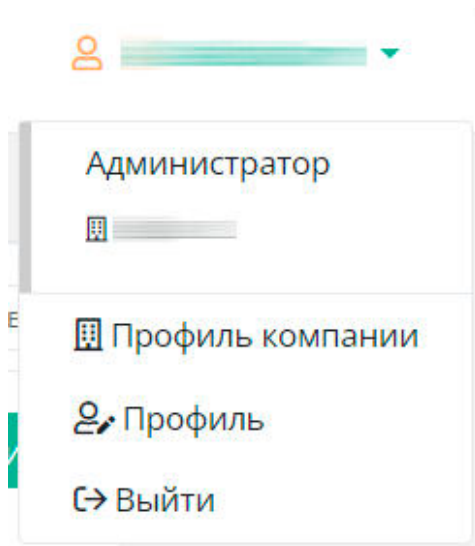 Администратор
Профиль компании
Профиль
Выйти